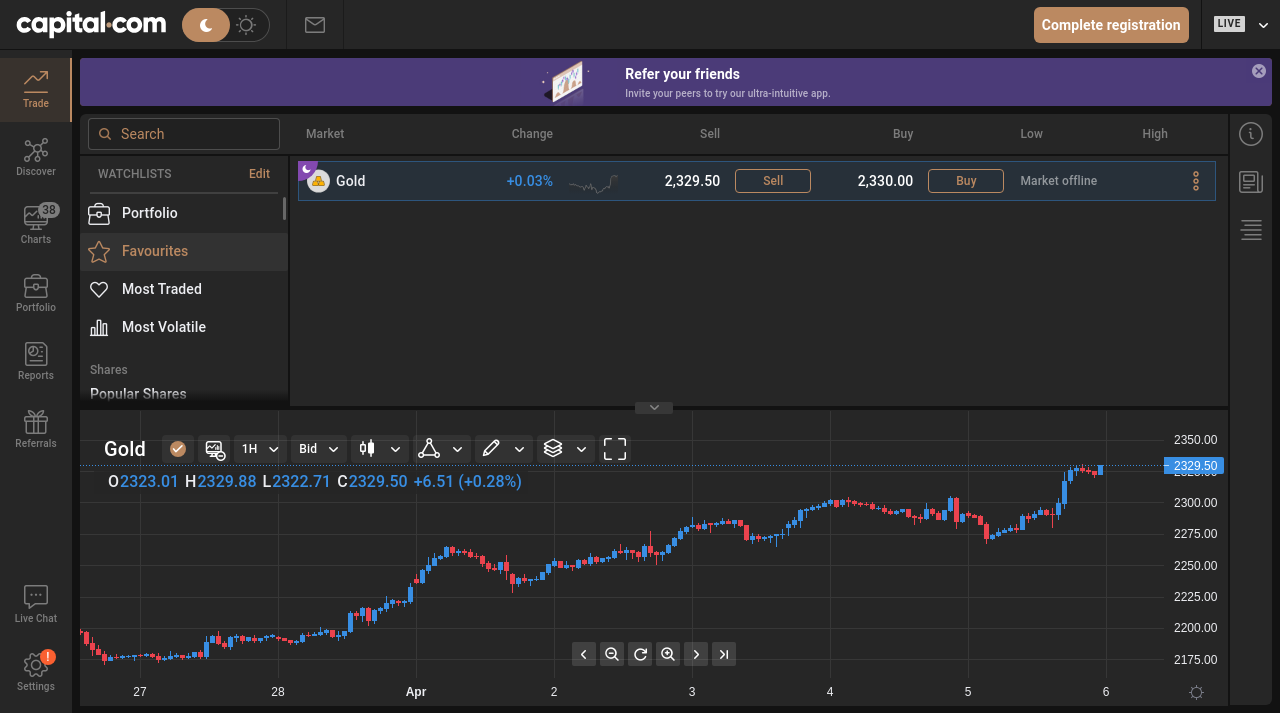 capital.com
Complete registration
LIVE
Trade
Discover
38
Charts
Portfolio
Reports
Referrals
Live Chat
!
Settings
Refer your friends
Invite your peers to try our ultra-intuitive app.
Search
Market Change Sell Buy Low High
WATCHLISTS Edit
Portfolio
Favourites
Most Traded
Most Volatile
Shares
Popular Shares
Gold +0.03% 2,329.50 Sell 2,330.00 Buy Market offline
Gold 1H Bid
O2323.01 H2329.88 L2322.71 C2329.50 +6.51 (+0.28%)
2350.00
2329.50
2300.00
2275.00
2250.00
2225.00
2200.00
2175.00
27 28 Apr 2 3 4 5 6